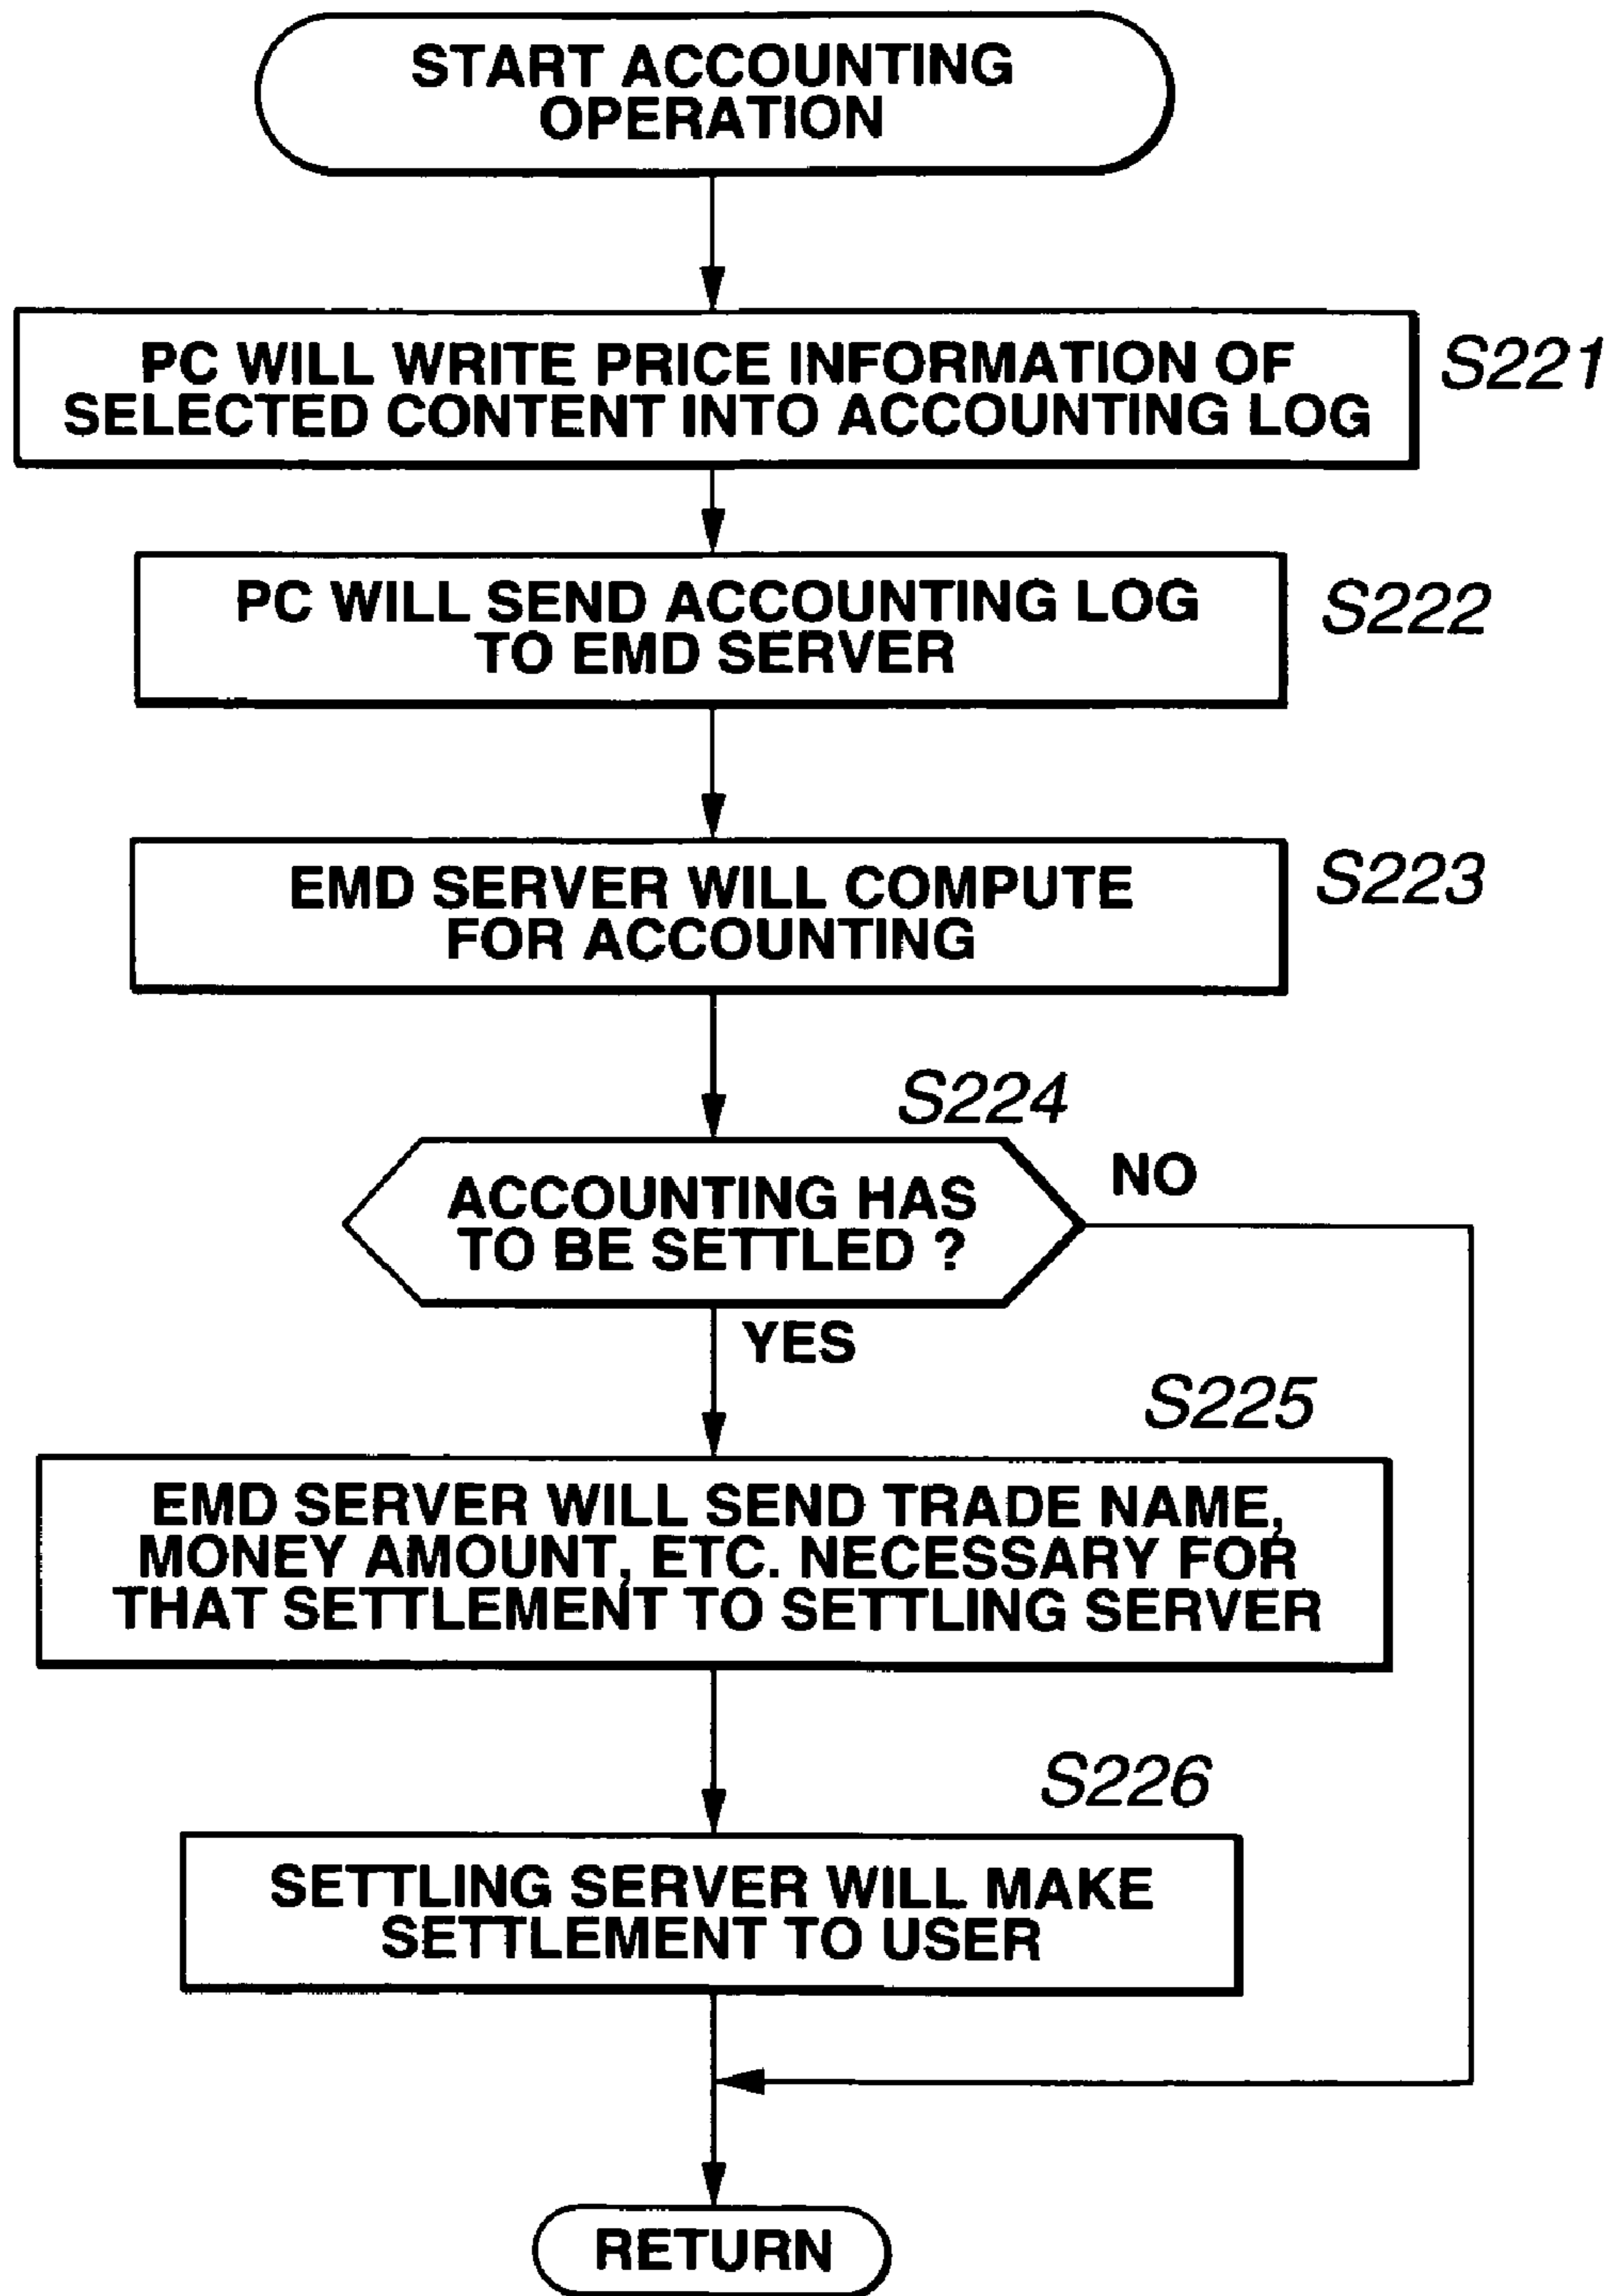 START ACCOUNTING
OPERATION
PC WILL WRITE PRICE INFORMATION OF
SELECTED CONTENT INTO ACCOUNTING LOG
S221
PC WILL SEND ACCOUNTING LOG
TO EMD SERVER
S222
EMD SERVER WILL COMPUTE
FOR ACCOUNTING
S223
S224
ACCOUNTING HAS
TO BE SETTLED ?
NO
YES
S225
EMD SERVER WILL SEND TRADE NAME,
MONEY AMOUNT, ETC. NECESSARY FOR
THAT SETTLEMENT TO SETTLING SERVER
S226
SETTLING SERVER WILL MAKE
SETTLEMENT TO USER
RETURN